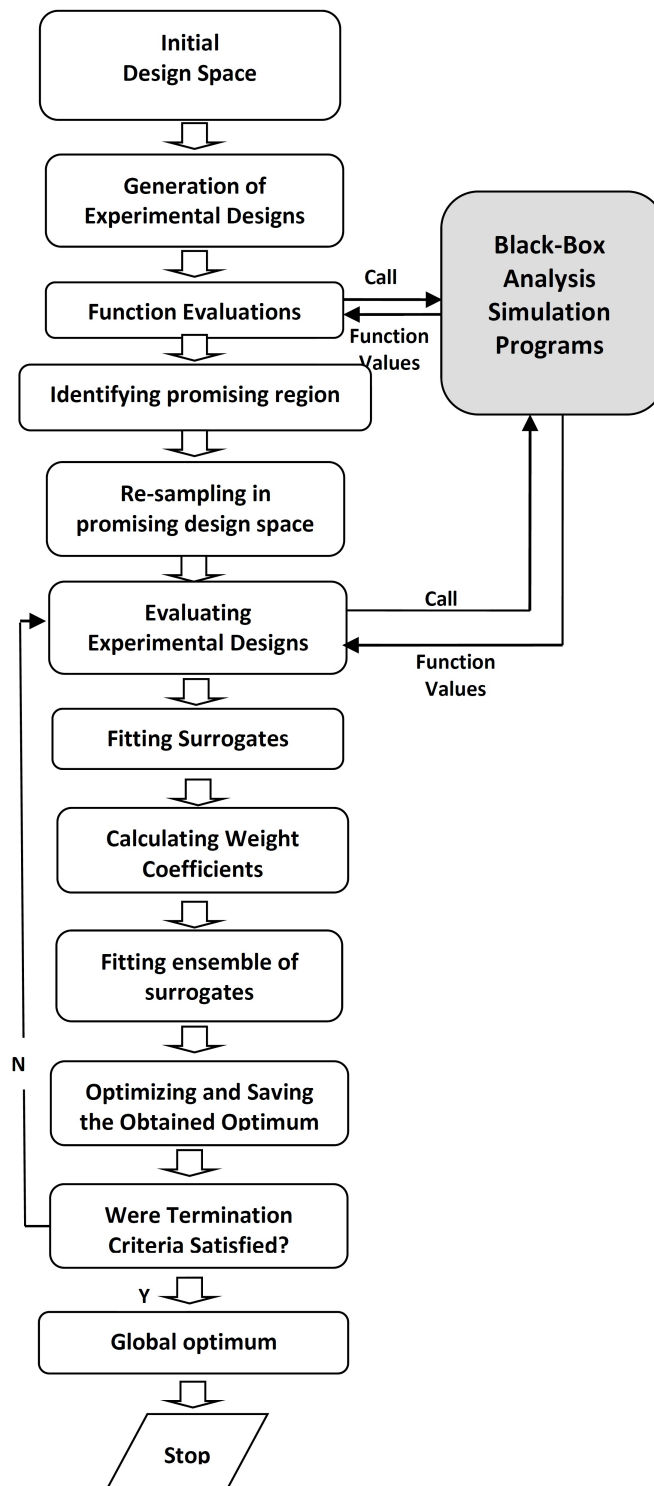 Initial
Design Space
Generation of
Experimental Designs
Function Evaluations
Call
Function
Values
Black-Box
Analysis
Simulation
Programs
Identifying promising region
Re-sampling in
promising design space
Evaluating
Experimental Designs
Call
Function
Values
Fitting Surrogates
Calculating Weight
Coefficients
Fitting ensemble of
surrogates
N
Optimizing and Saving
the Obtained Optimum
Were Termination
Criteria Satisfied?
Y
Global optimum
Stop